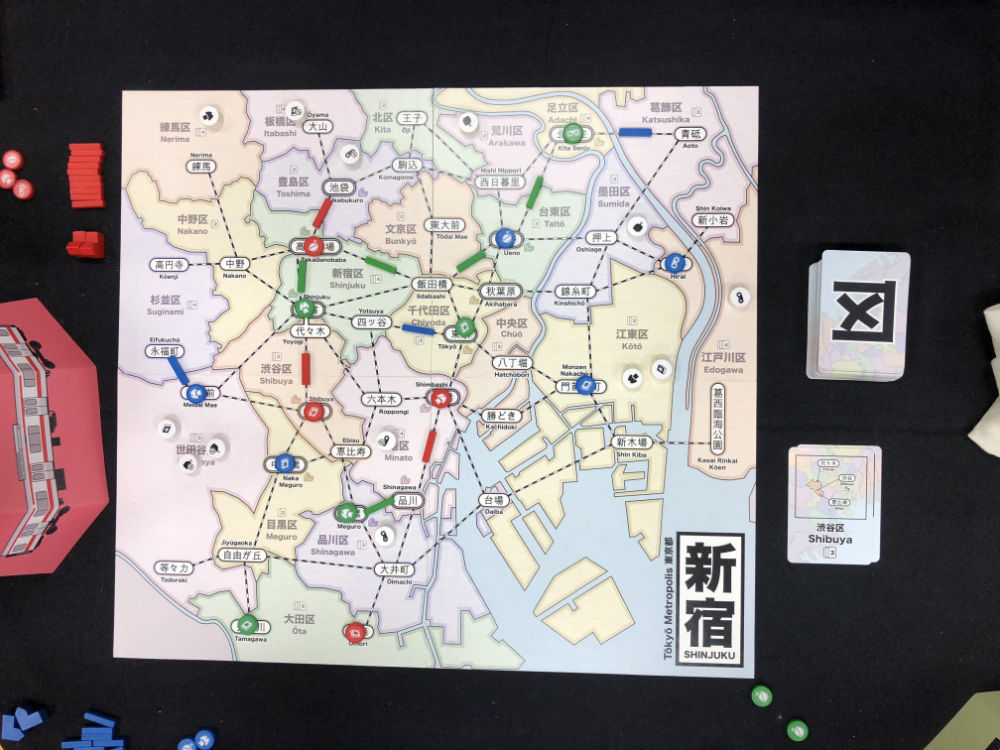 練馬区
Nerima
板橋区
Itabashi
Oyama
大山
北区
Kita
王子
荒川区
Arakawa
足立区
Adachi
Kita Senju
葛飾区
Katsushika
青砥
Aoto
Nerima
練馬
豊島区
Toshima
池袋
駒込
Komagome
Nishi Nippori
西日暮里
墨田区
Sumida
Shin Koiwa
新小岩
中野区
Nakano
文京区
Bunkyō
東大前
Tōdai Mae
台東区
Taitō
Ueno
押上
Oshiage
Takadanobaba
高円寺
Kōenji
中野
Nakano
新宿区
Shinjuku
飯田橋
Iidabashi
秋葉原
Akihabara
錦糸町
Kinshichō
Hirai
杉並区
Suginami
Shinjuku
代々木
Yoyogi
Yotsuya
四ツ谷
千代田区
Chiyoda
Tōkyō
中央区
Chūō
江東区
Kōtō
江戸川区
Edogawa
Eifukuchō
永福町
Meidai Mae
渋谷区
Shibuya
Shibuya
八丁堀
Hatchōbori
Monzen
Nakachō
六本木
Roppongi
Shimbashi
勝どき
Kachidoki
葛西臨海公園
Kasai Rinkai
Kōen
新木場
Shin Kiba
世田谷
Ebisu
恵比寿
Minato
Naka
Meguro
目黒区
Meguro
Meguro
Shinagawa
品川
品川区
Shinagawa
台場
Daiba
Jiyūgaoka
自由が丘
等々力
Todoroki
大井町
Ōimachi
大田区
Ōta
Tamagawa
Ōmori
Tokyō Metropolis 東京都
新宿
SHINJUKU
区
代々木
渋谷
恵比寿
渋谷区
Shibuya
3